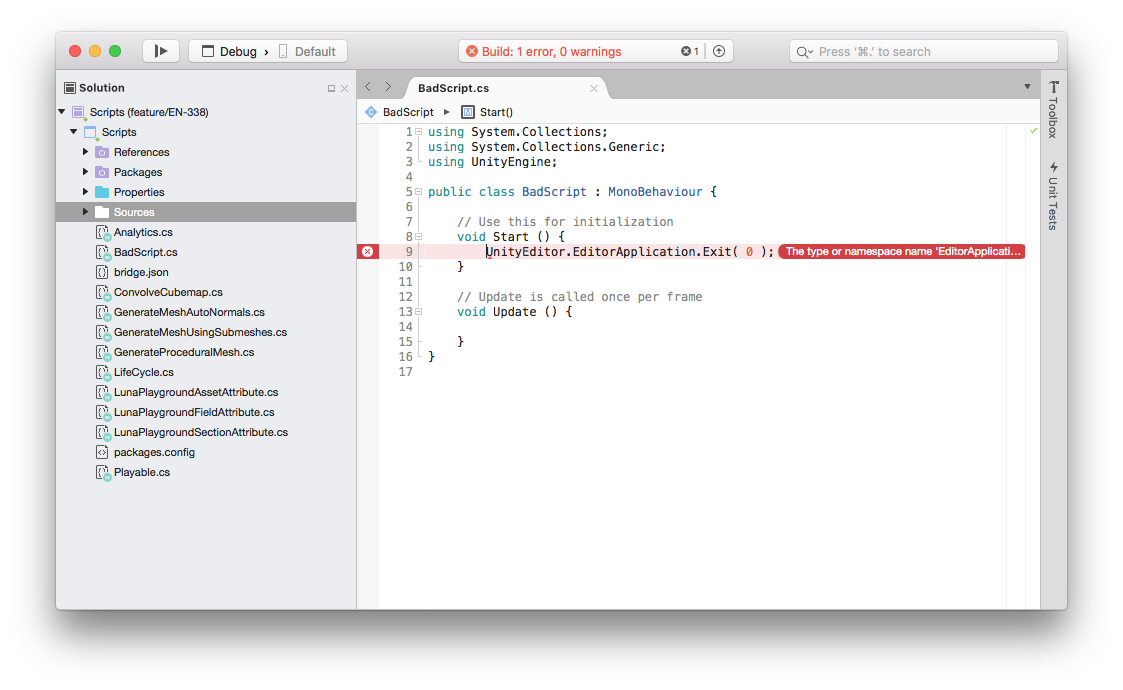 Debug › Default
Build: 1 error, 0 warnings
1
Press '⌘.' to search
Solution
Scripts (feature/EN-338)
Scripts
References
Packages
Properties
Sources
Analytics.cs
BadScript.cs
bridge.json
ConvolveCubemap.cs
GenerateMeshAutoNormals.cs
GenerateMeshUsingSubmeshes.cs
GenerateProceduralMesh.cs
LifeCycle.cs
LunaPlaygroundAssetAttribute.cs
LunaPlaygroundFieldAttribute.cs
LunaPlaygroundSectionAttribute.cs
packages.config
Playable.cs
BadScript.cs
BadScript ▸ Start()
1 using System.Collections;
2 using System.Collections.Generic;
3 using UnityEngine;
4
5 public class BadScript : MonoBehaviour {
6
7 // Use this for initialization
8 void Start () {
9 UnityEditor.EditorApplication.Exit( 0 ); The type or namespace name 'EditorApplicati...
10 }
11
12 // Update is called once per frame
13 void Update () {
14
15 }
16 }
17
Toolbox
Unit Tests